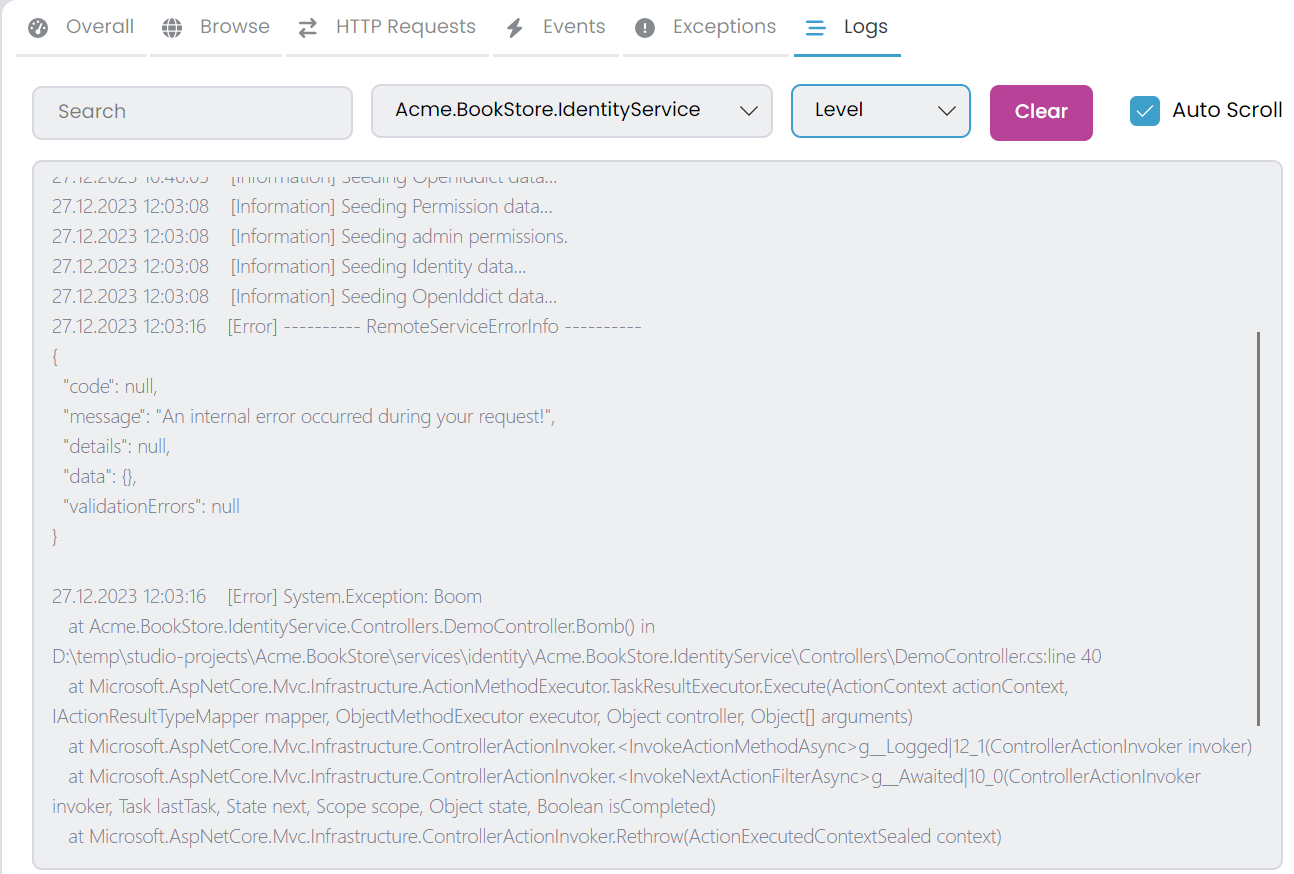 Overall Browse HTTP Requests Events Exceptions Logs
Search Acme.BookStore.IdentityService Level Clear Auto Scroll
[Information] Seeding OpenIddict data...
27.12.2023 12:03:08 [Information] Seeding Permission data...
27.12.2023 12:03:08 [Information] Seeding admin permissions.
27.12.2023 12:03:08 [Information] Seeding Identity data...
27.12.2023 12:03:08 [Information] Seeding OpenIddict data...
27.12.2023 12:03:16 [Error] ---------- RemoteServiceErrorInfo ----------
{
"code": null,
"message": "An internal error occurred during your request!",
"details": null,
"data": {},
"validationErrors": null
}
27.12.2023 12:03:16 [Error] System.Exception: Boom
at Acme.BookStore.IdentityService.Controllers.DemoController.Bomb() in
D:\temp\studio-projects\Acme.BookStore\services\identity\Acme.BookStore.IdentityService\Controllers\DemoController.cs:line 40
at Microsoft.AspNetCore.Mvc.Infrastructure.ActionMethodExecutor.TaskResultExecutor.Execute(ActionContext actionContext,
IActionResultTypeMapper mapper, ObjectMethodExecutor executor, Object controller, Object[] arguments)
at Microsoft.AspNetCore.Mvc.Infrastructure.ControllerActionInvoker.<InvokeActionMethodAsync>g__Logged|12_1(ControllerActionInvoker invoker)
at Microsoft.AspNetCore.Mvc.Infrastructure.ControllerActionInvoker.<InvokeNextActionFilterAsync>g__Awaited|10_0(ControllerActionInvoker
invoker, Task lastTask, State next, Scope scope, Object state, Boolean isCompleted)
at Microsoft.AspNetCore.Mvc.Infrastructure.ControllerActionInvoker.Rethrow(ActionExecutedContextSealed context)